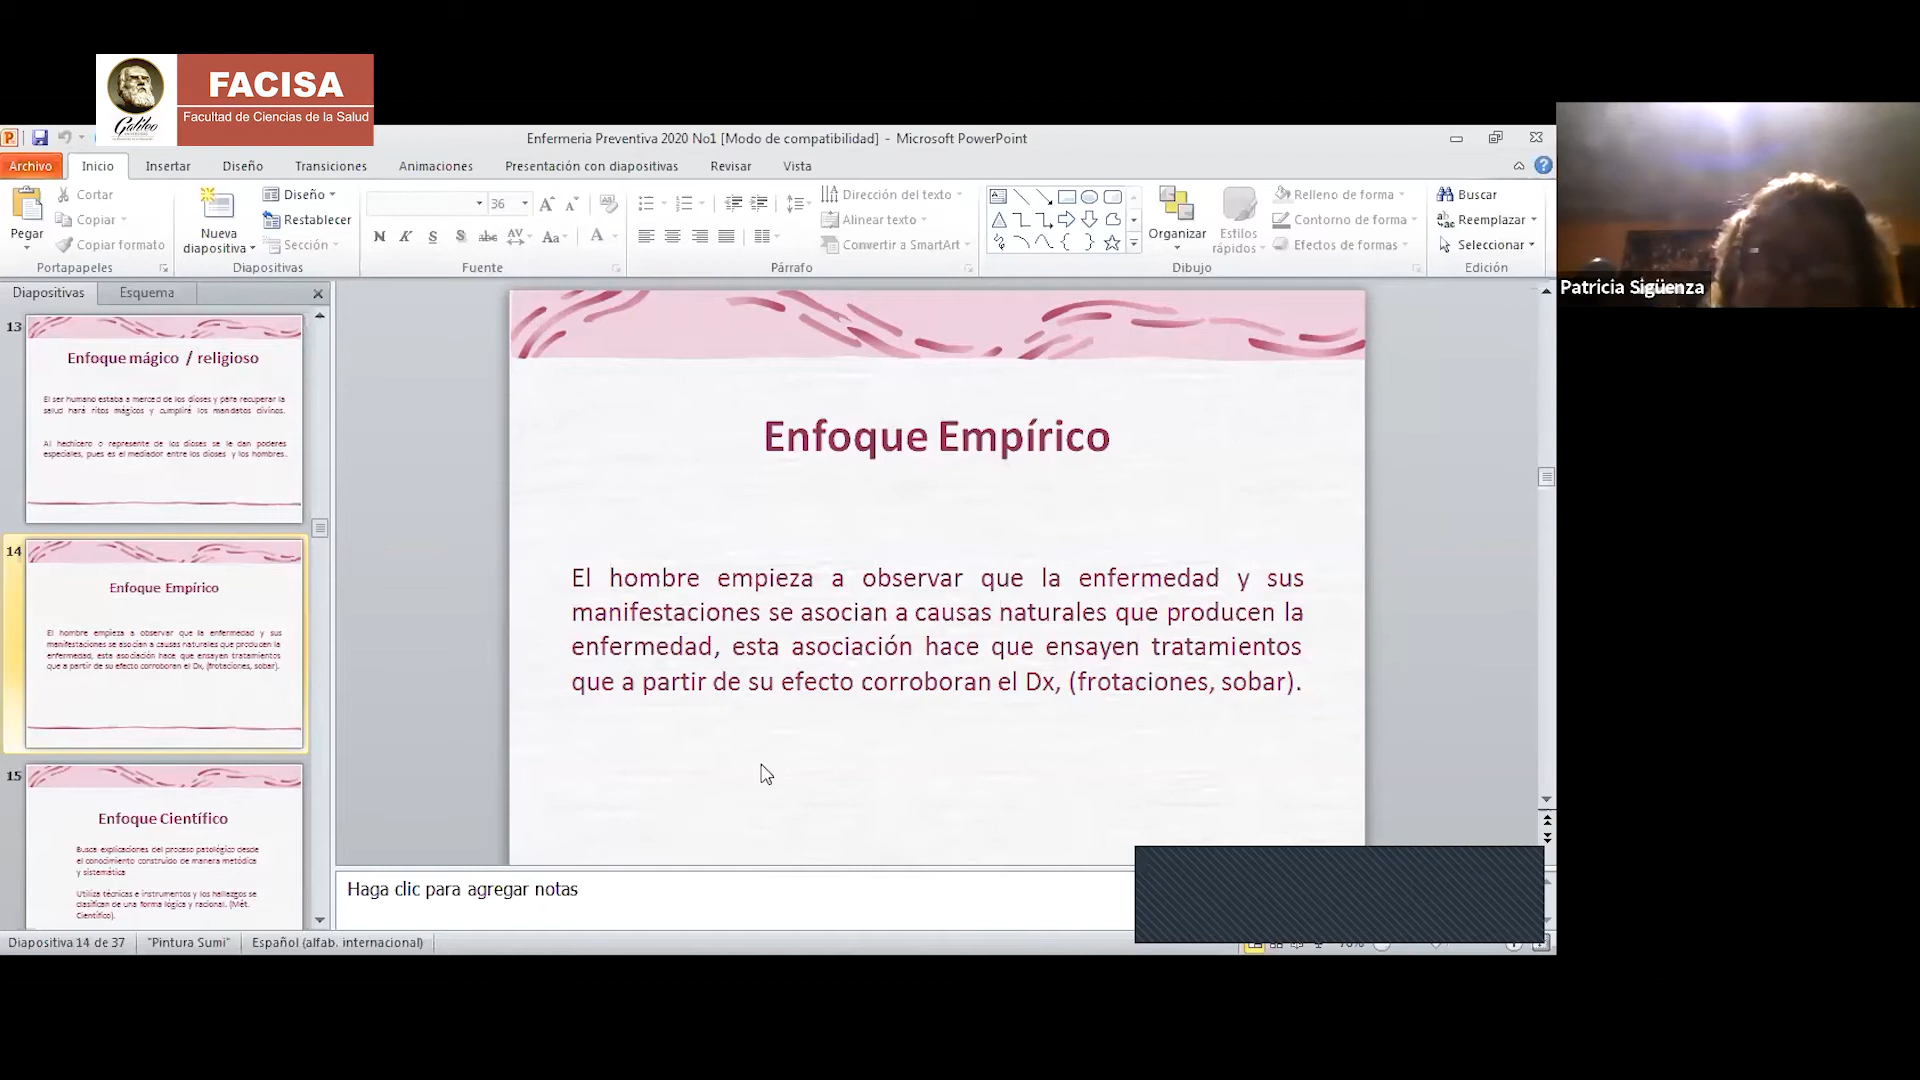 FACISA
Galileo
Facultad de Ciencias de la Salud
Enfermeria Preventiva 2020 No1 [Modo de compatibilidad] - Microsoft PowerPoint
Archivo Inicio Insertar Diseño Transiciones Animaciones Presentación con diapositivas Revisar Vista
Pegar
Cortar
Copiar
Copiar formato
Portapapeles
Nueva
diapositiva
Diseño
Restablecer
Sección
Diapositivas
36
N K S S abc AV Aa A
Fuente
Dirección del texto
Alinear texto
Convertir a SmartArt
Párrafo
Organizar
Estilos
rápidos
Relleno de forma
Contorno de forma
Efectos de formas
Dibujo
Buscar
Reemplazar
Seleccionar
Edición
Patricia Sigüenza
Diapositivas Esquema
13
Enfoque mágico / religioso
El ser humano estaba a merced de los dioses y para recuperar la
salud hará ritos mágicos y cumplirá los mandatos divinos.
Al hechicero o represente de los dioses se le dan poderes
especiales, pues es el mediador entre los dioses y los hombres.
14
Enfoque Empírico
El hombre empieza a observar que la enfermedad y sus
manifestaciones se asocian a causas naturales que producen la
enfermedad, esta asociación hace que ensayen tratamientos
que a partir de su efecto corroboran el Dx, (frotaciones, sobar).
15
Enfoque Científico
Busca explicaciones del proceso patológico desde
el conocimiento construido de manera metódica
y sistemática
Utiliza técnicas e instrumentos y los hallazgos se
clasifican de una forma lógica y racional. (Mét.
Científico).
Enfoque Empírico
El hombre empieza a observar que la enfermedad y sus
manifestaciones se asocian a causas naturales que producen la
enfermedad, esta asociación hace que ensayen tratamientos
que a partir de su efecto corroboran el Dx, (frotaciones, sobar).
Haga clic para agregar notas
Diapositiva 14 de 37 "Pintura Sumi" Español (alfab. internacional)